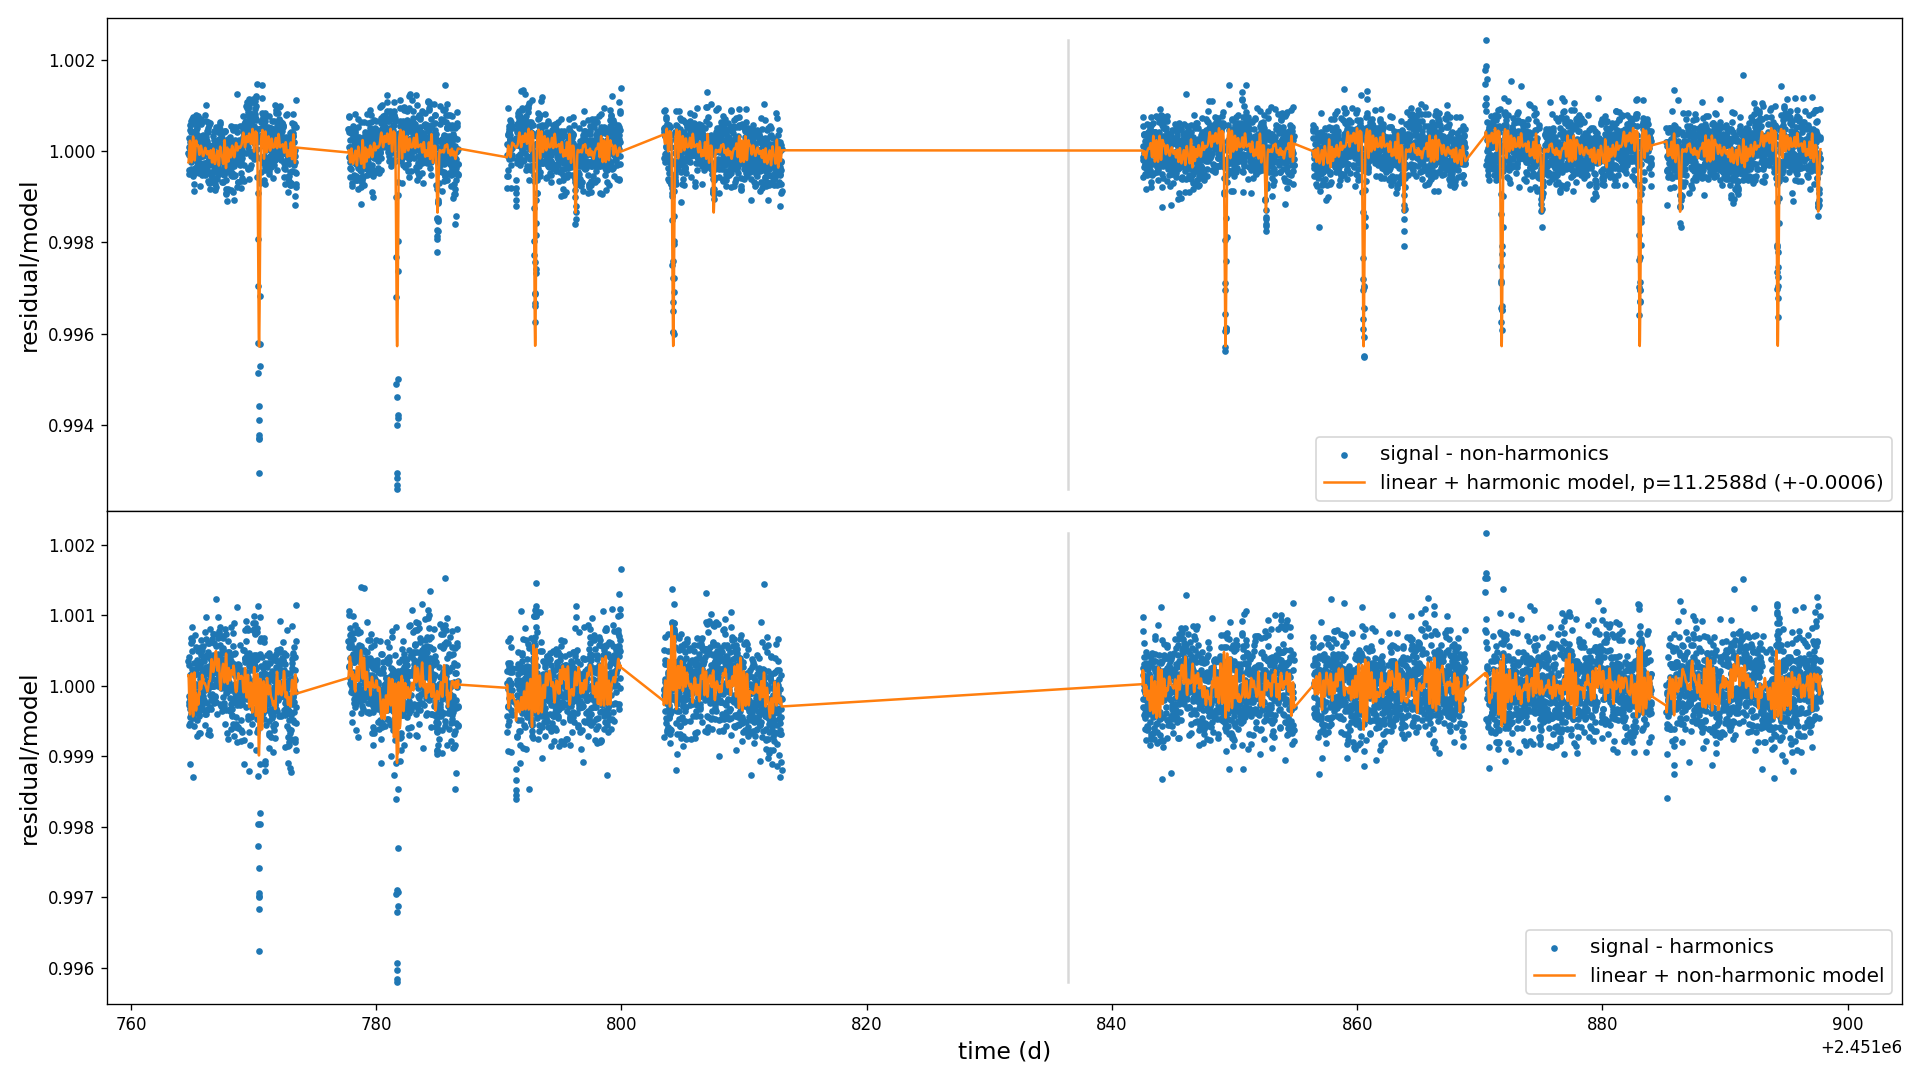 1.002
1.000
0.998
0.996
0.994
residual/model
signal - non-harmonics
linear + harmonic model, p=11.2588d (+-0.0006)
1.002
1.001
1.000
0.999
0.998
0.997
0.996
residual/model
signal - harmonics
linear + non-harmonic model
760 780 800 820 840 860 880 900
+2.451e6
time (d)